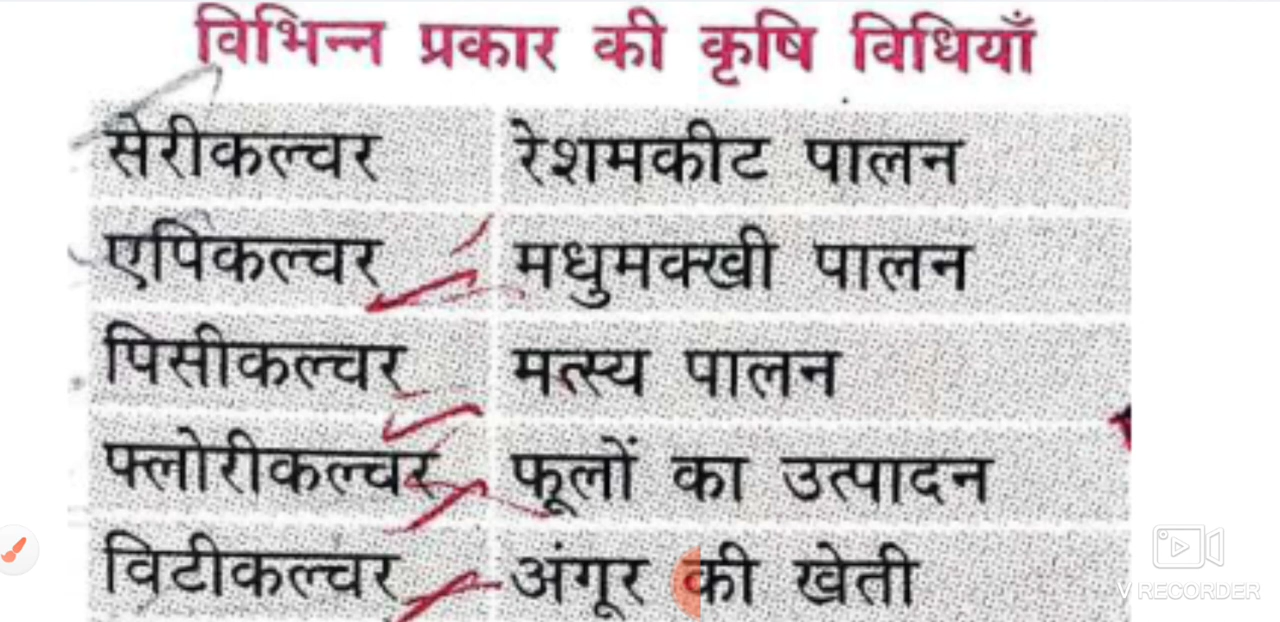 विभिन्न प्रकार की कृषि विधियाँ
सेरीकल्चर रेशमकीट पालन
एपिकल्चर मधुमक्खी पालन
पिसीकल्चर मत्स्य पालन
फ्लोरीकल्चर फूलों का उत्पादन
विटीकल्चर अंगूर की खेती
V RECORDER